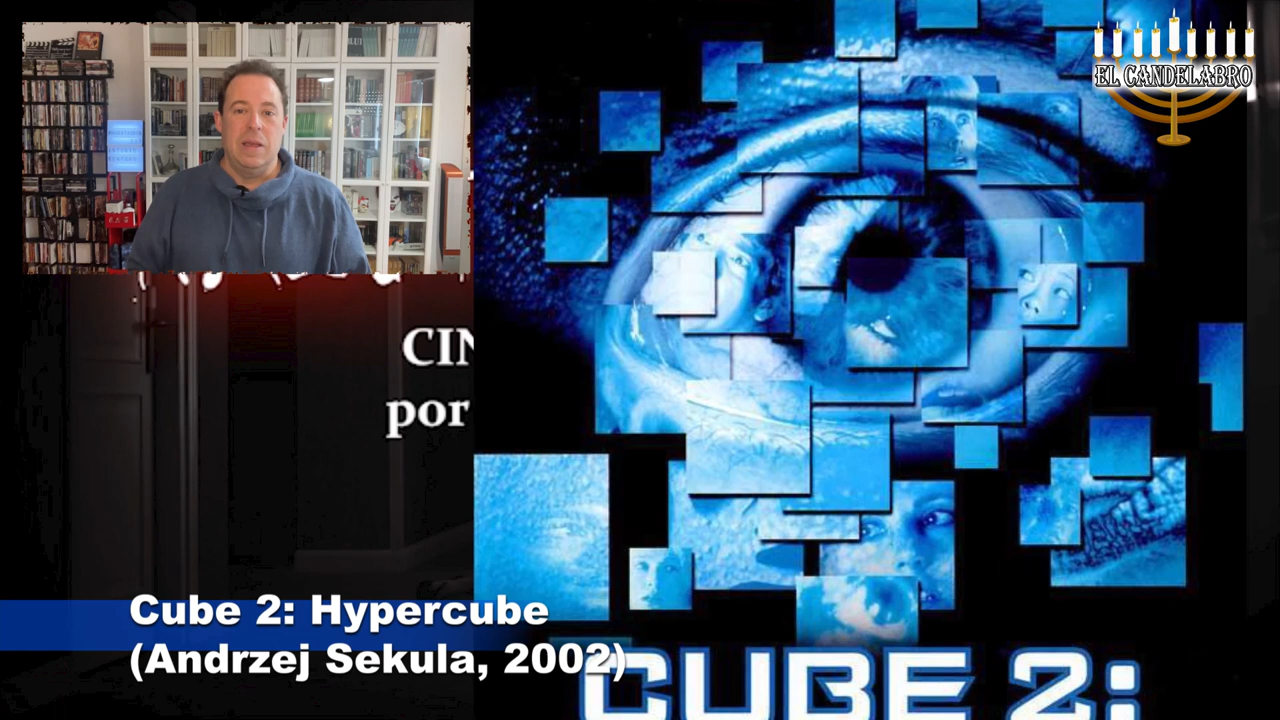 EL CANDELABRO
CIN
por
Cube 2: Hypercube
(Andrzej Sekula, 2002)
CUBE 2: